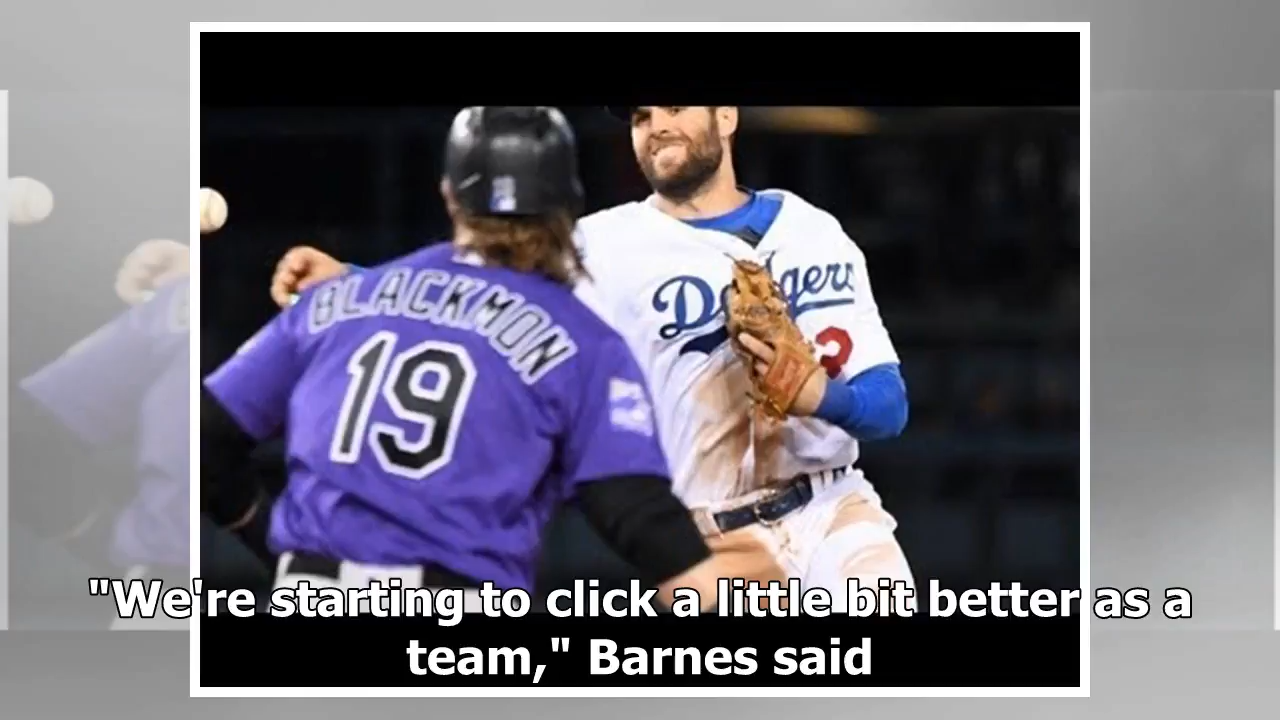 BLACKMON
19
Dodgers
"We're starting to click a little bit better as a
team," Barnes said